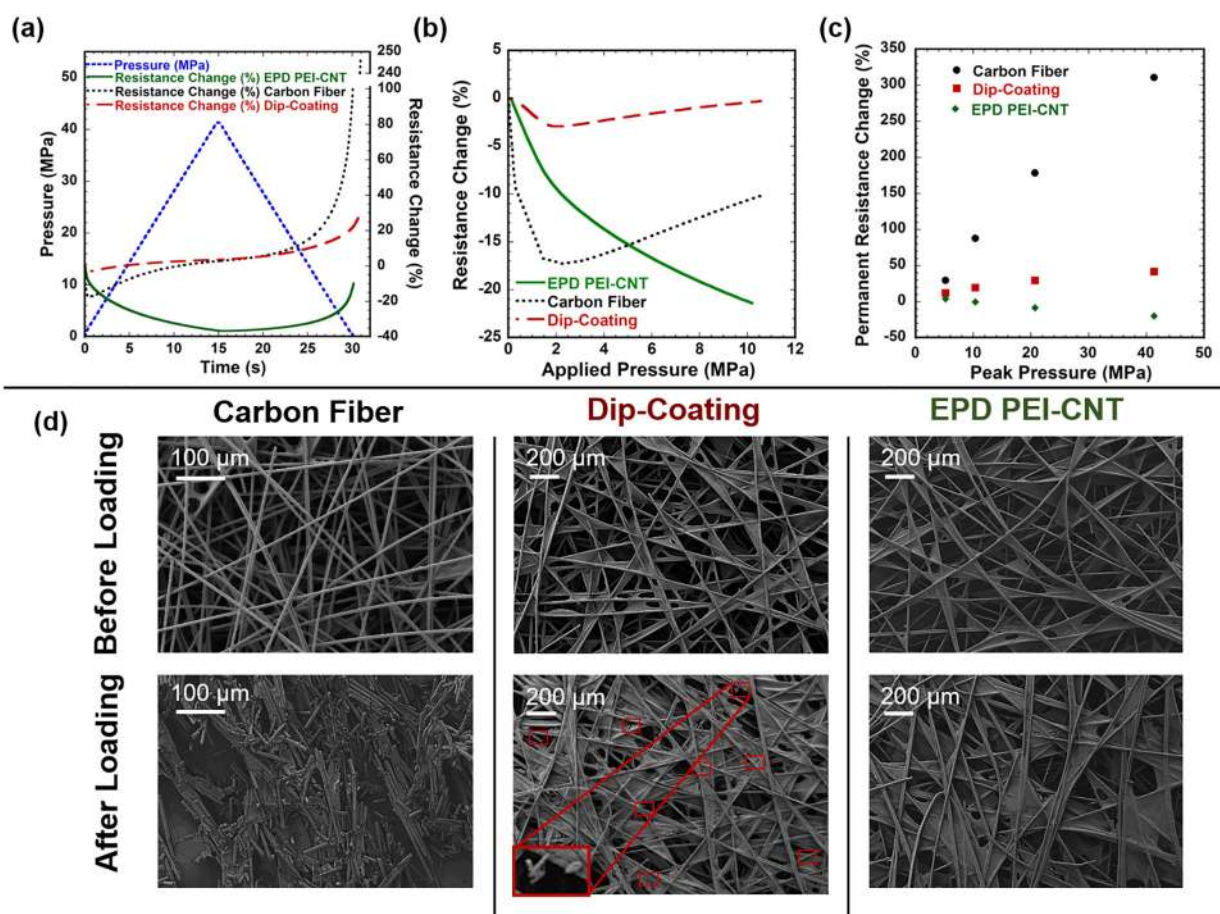 (a)
Pressure (MPa)
Resistance Change (%) EPD PEI-CNT
Resistance Change (%) Carbon Fiber
Resistance Change (%) Dip-Coating
50
40
30
20
10
0
Pressure (MPa)
250
240
100
80
60
40
20
0
-20
-40
Resistance Change (%)
0 5 10 15 20 25 30 35
Time (s)
(b)
5
0
-5
-10
-15
-20
-25
Resistance Change (%)
EPD PEI-CNT
Carbon Fiber
Dip-Coating
0 2 4 6 8 10 12
Applied Pressure (MPa)
(c)
350
300
250
200
150
100
50
0
-50
Permanent Resistance Change (%)
Carbon Fiber
Dip-Coating
EPD PEI-CNT
0 10 20 30 40 50
Peak Pressure (MPa)
(d)
Carbon Fiber
Dip-Coating
EPD PEI-CNT
Before Loading
100 µm
200 µm
200 µm
After Loading
100 µm
200 µm
200 µm